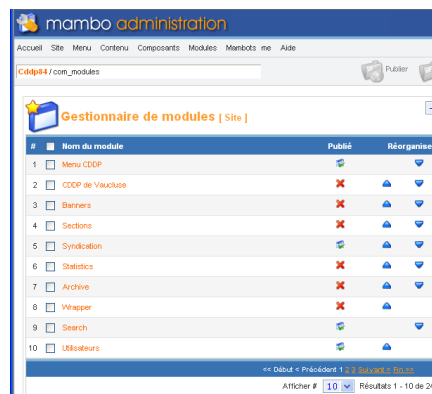 mambo administration
Accueil Site Menu Contenu Composants Modules Mambots me Aide
Cddp84 / com_modules
Publier
Gestionnaire de modules [ Site ]
# Nom du module Publié Réorganise
1 Menu CDDP
2 CDDP de Vaucluse
3 Banners
4 Sections
5 Syndication
6 Statistics
7 Archive
8 Wrapper
9 Search
10 Utilisateurs
<< Début < Précédent 1 2 3 Suivant > Fin >>
Afficher # 10 Résultats 1 - 10 de 24